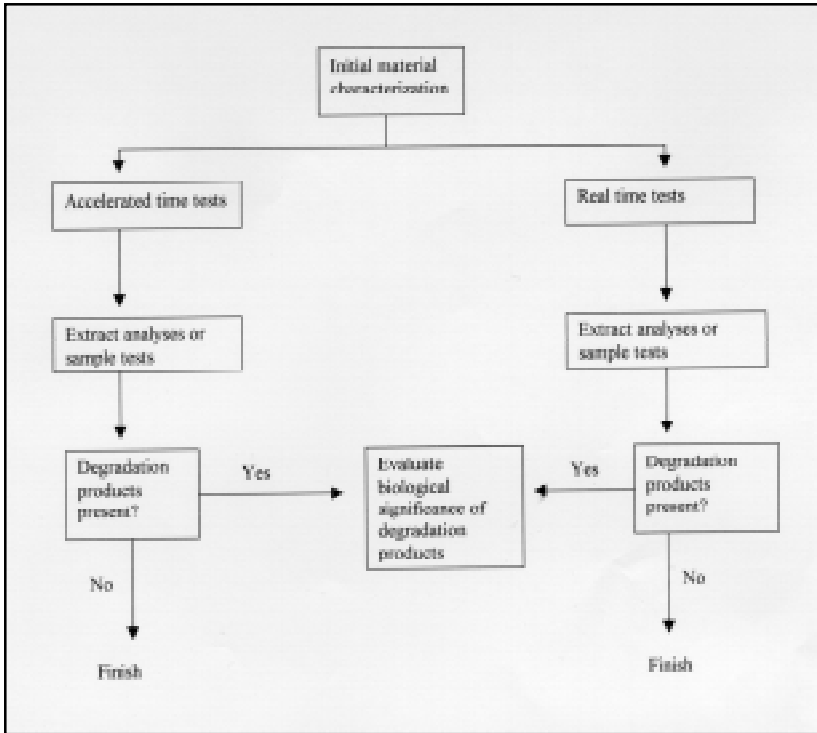 Initial material
characterization
Accelerated time tests
Real time tests
Extract analyses or
sample tests
Extract analyses or
sample tests
Degradation
products
present?
Yes
Evaluate
biological
significance of
degradation
products
Yes
Degradation
products
present?
No
No
Finish
Finish